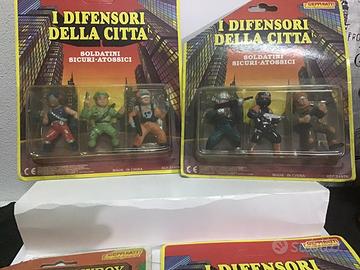 I DIFENSORI
DELLA CITTA'
SOLDATINI
SICURI-ATOSSICI
MADE IN CHINA
I DIFENSORI
DELLA CITTA'
SOLDATINI
SICURI-ATOSSICI
MADE IN CHINA
I DIFENSORI
Subito